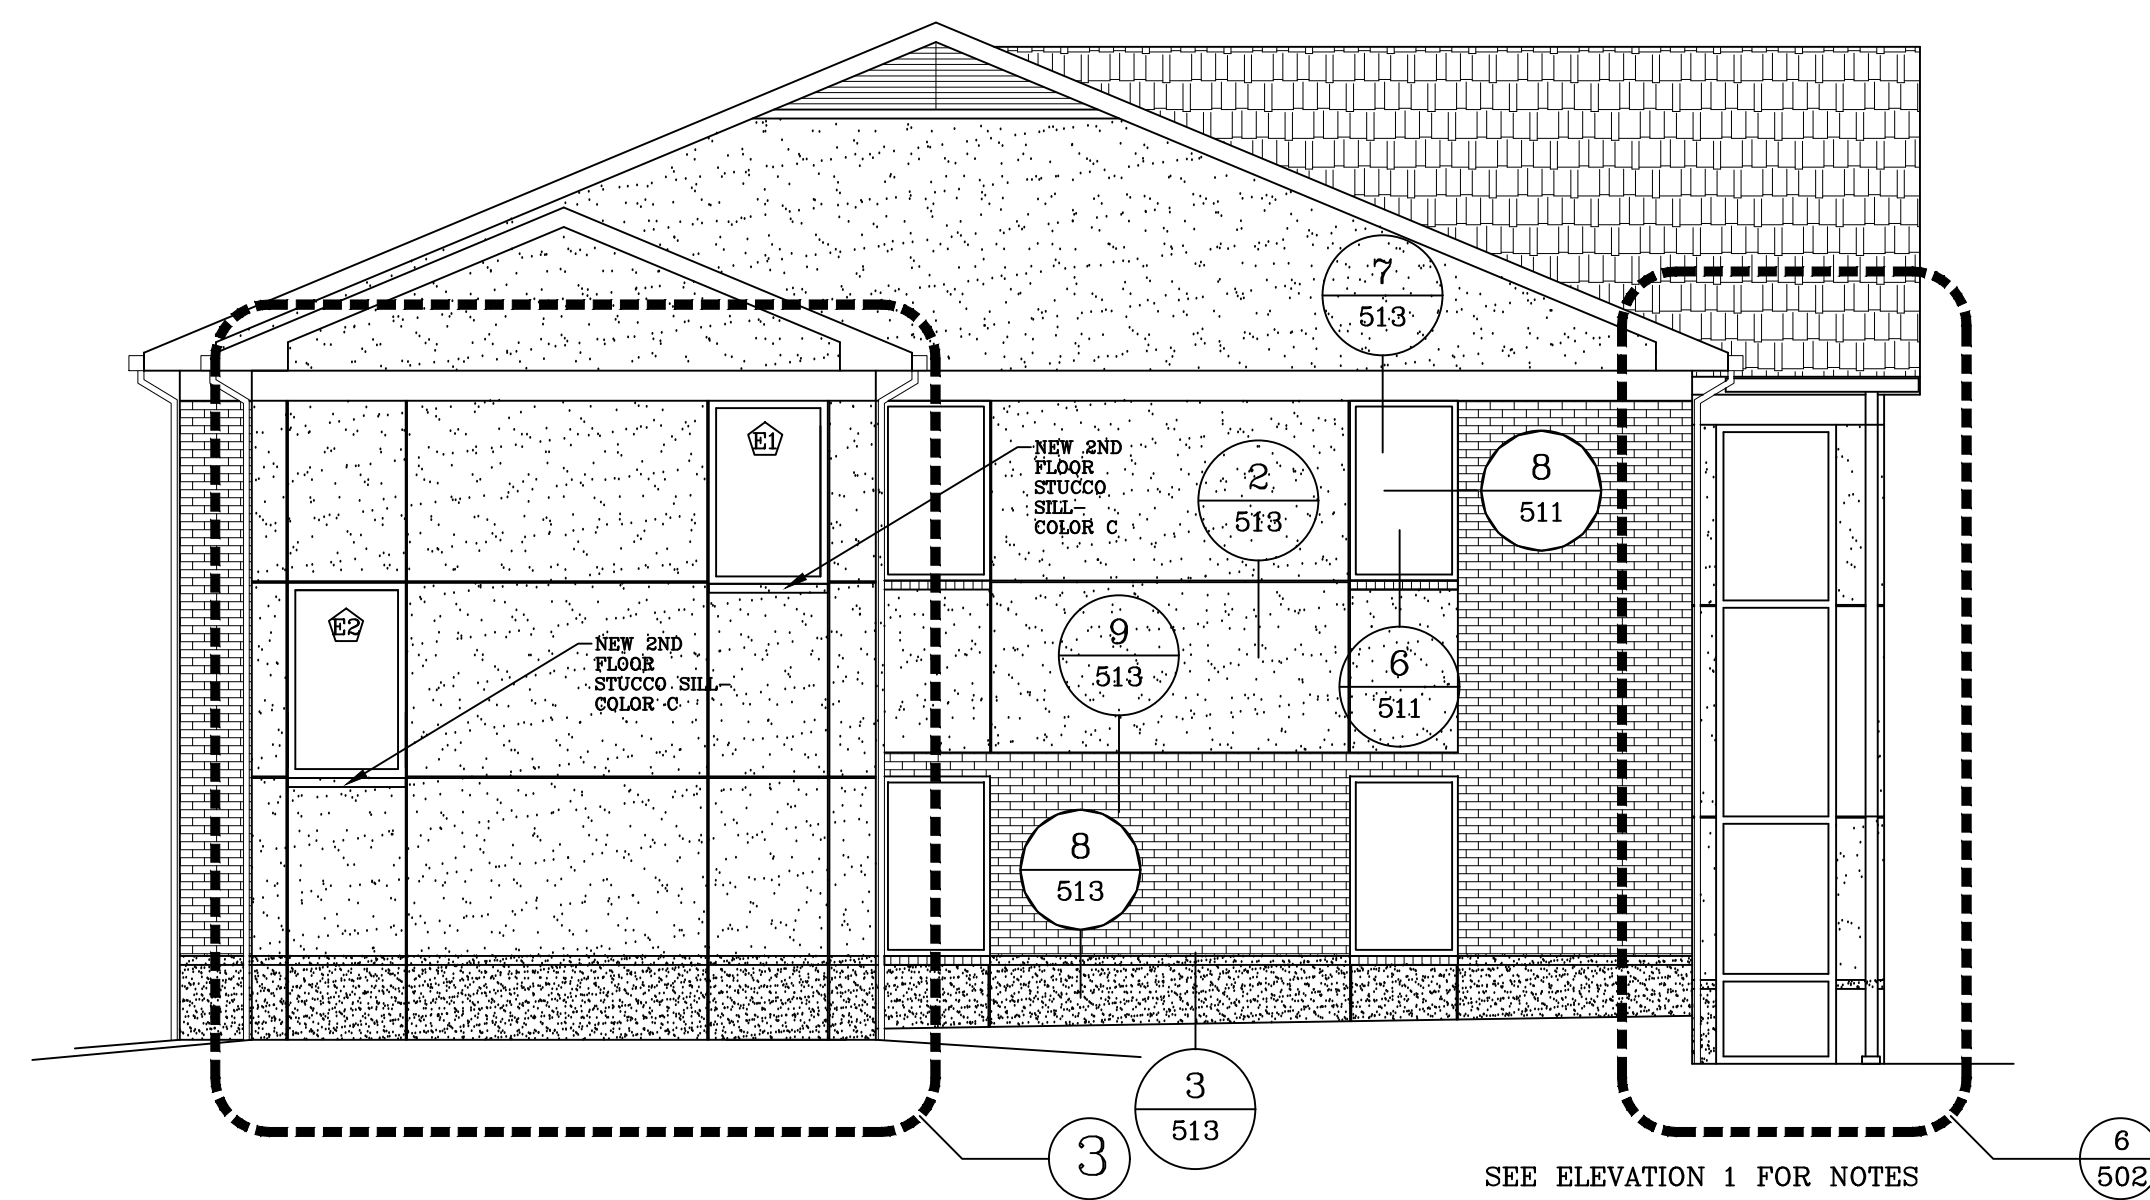 7
513
E1
NEW 2ND
FLOOR
STUCCO
SILL-
COLOR C
2
513
8
511
E2
NEW 2ND
FLOOR
STUCCO SILL-
COLOR C
9
513
6
511
8
513
3
513
3
SEE ELEVATION 1 FOR NOTES
6
502